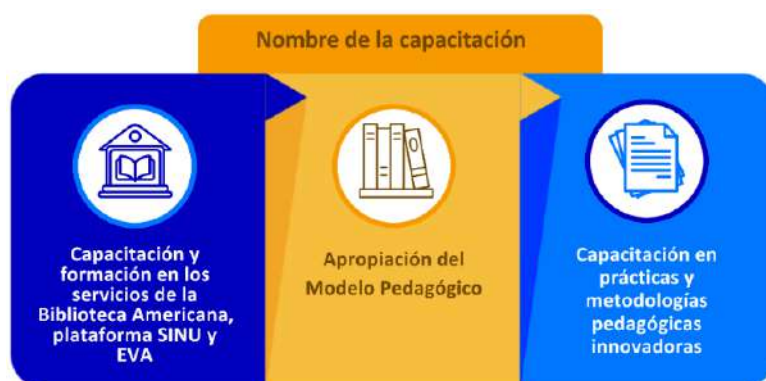 Nombre de la capacitación
Capacitación y
formación en los
servicios de la
Biblioteca Americana,
plataforma SINU y
EVA
Apropiación del
Modelo Pedagógico
Capacitación en
prácticas y
metodologías
pedagógicas
innovadoras